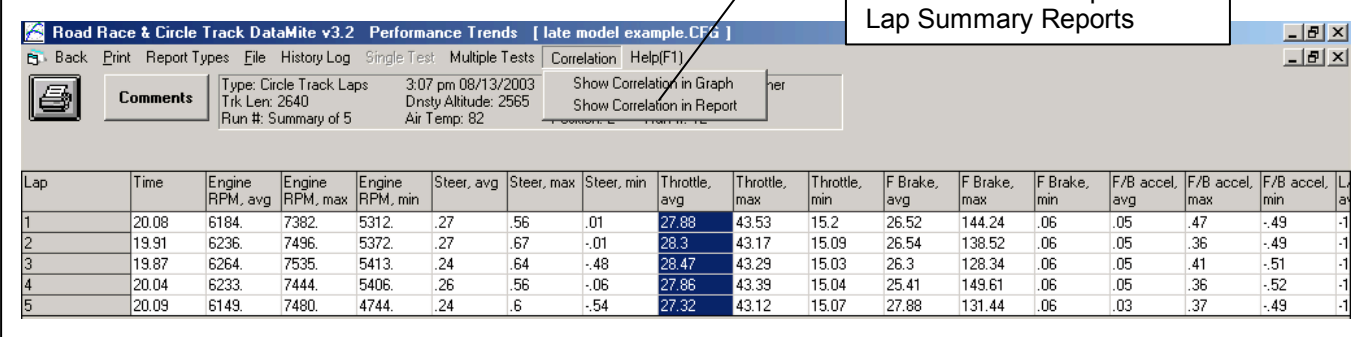 Lap Summary Reports
Road Race & Circle Track DataMite v3.2 Performance Trends [ late model example.CFG ]
Back Print Report Types File History Log Single Test Multiple Tests Correlation Help(F1)
Show Correlation in Graph
Show Correlation in Report
Comments
Type: Circle Track Laps 3:07 pm 08/13/2003
Trk Len: 2640 Dnsty Altitude: 2565
Run #: Summary of 5 Air Temp: 82
Lap Time Engine RPM, avg Engine RPM, max Engine RPM, min Steer, avg Steer, max Steer, min Throttle, avg Throttle, max Throttle, min F Brake, avg F Brake, max F Brake, min F/B accel, avg F/B accel, max F/B accel, min
1 20.08 6184. 7382. 5312. .27 .56 .01 27.88 43.53 15.2 26.52 144.24 .06 .05 .47 -.49 -1
2 19.91 6236. 7496. 5372. .27 .67 -.01 28.3 43.17 15.09 26.54 138.52 .06 .05 .36 -.49 -1
3 19.87 6264. 7535. 5413. .24 .64 -.48 28.47 43.29 15.03 26.3 128.34 .06 .05 .41 -.51 -1
4 20.04 6233. 7444. 5406. .26 .56 -.06 27.86 43.39 15.04 25.41 149.61 .06 .05 .36 -.52 -1
5 20.09 6149. 7480. 4744. .24 .6 -.54 27.32 43.12 15.07 27.88 131.44 .06 .03 .37 -.49 -1